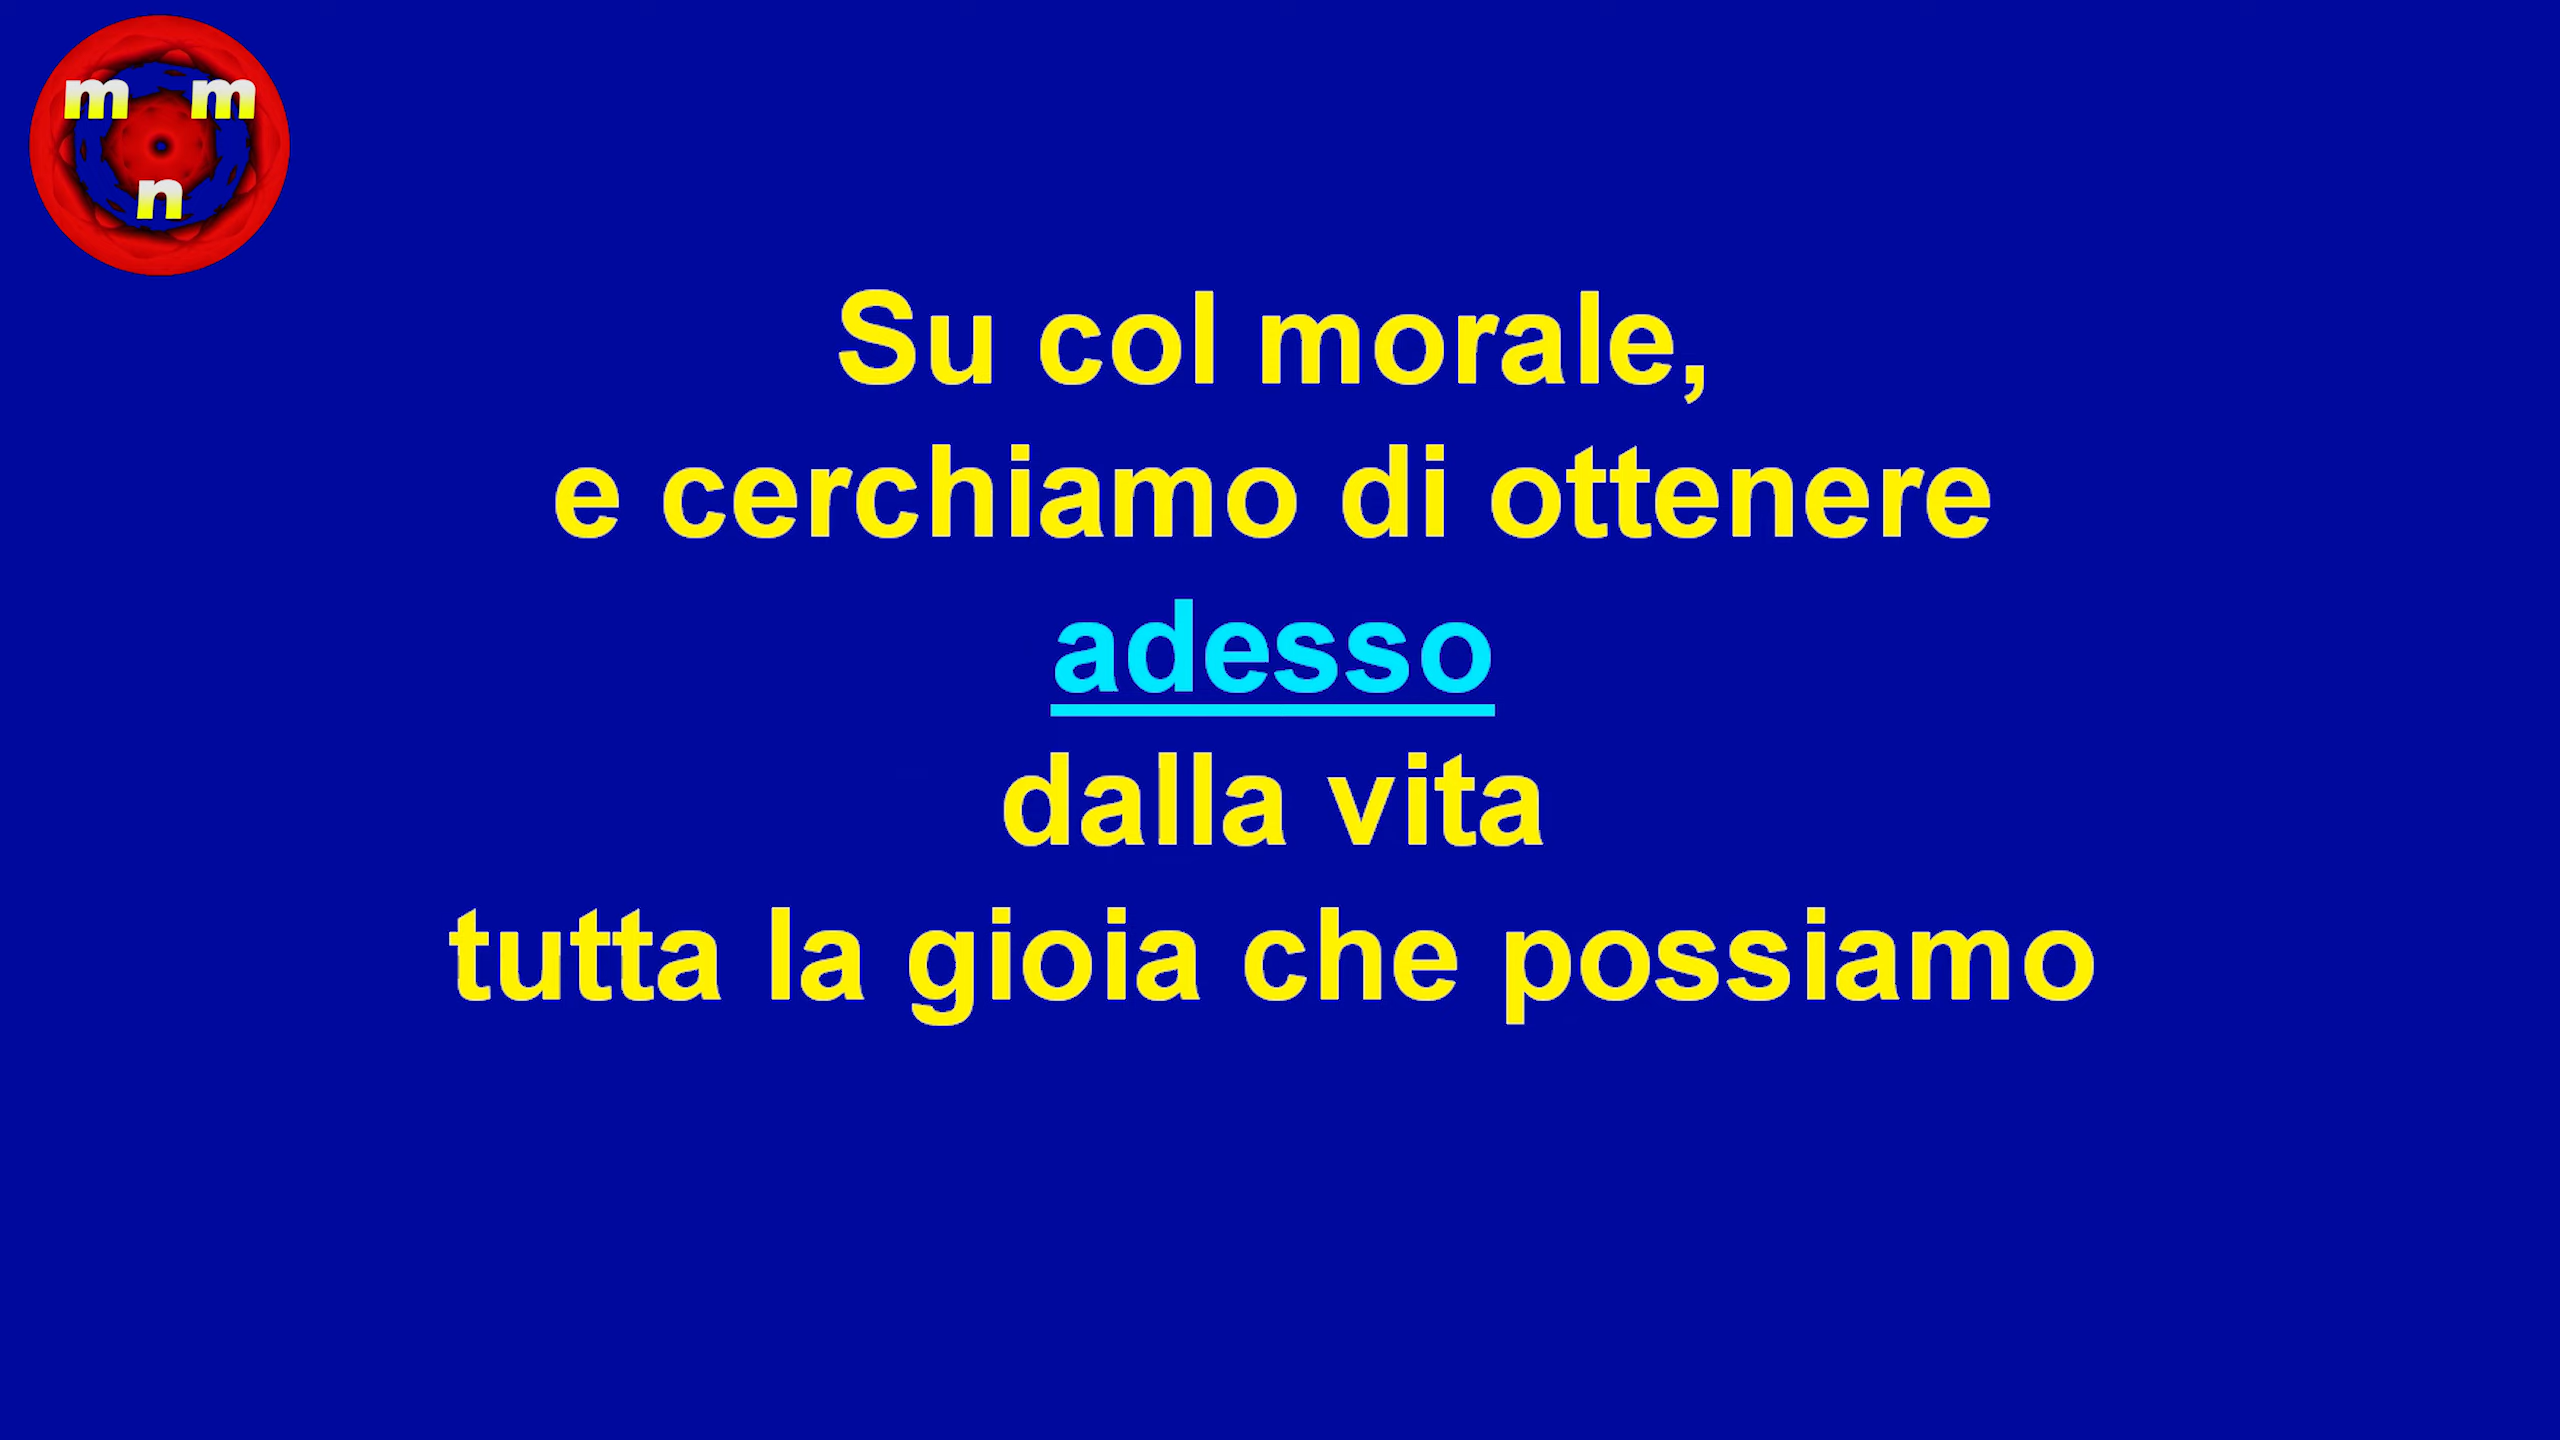 m m
n
Su col morale,
e cerchiamo di ottenere
adesso
dalla vita
tutta la gioia che possiamo